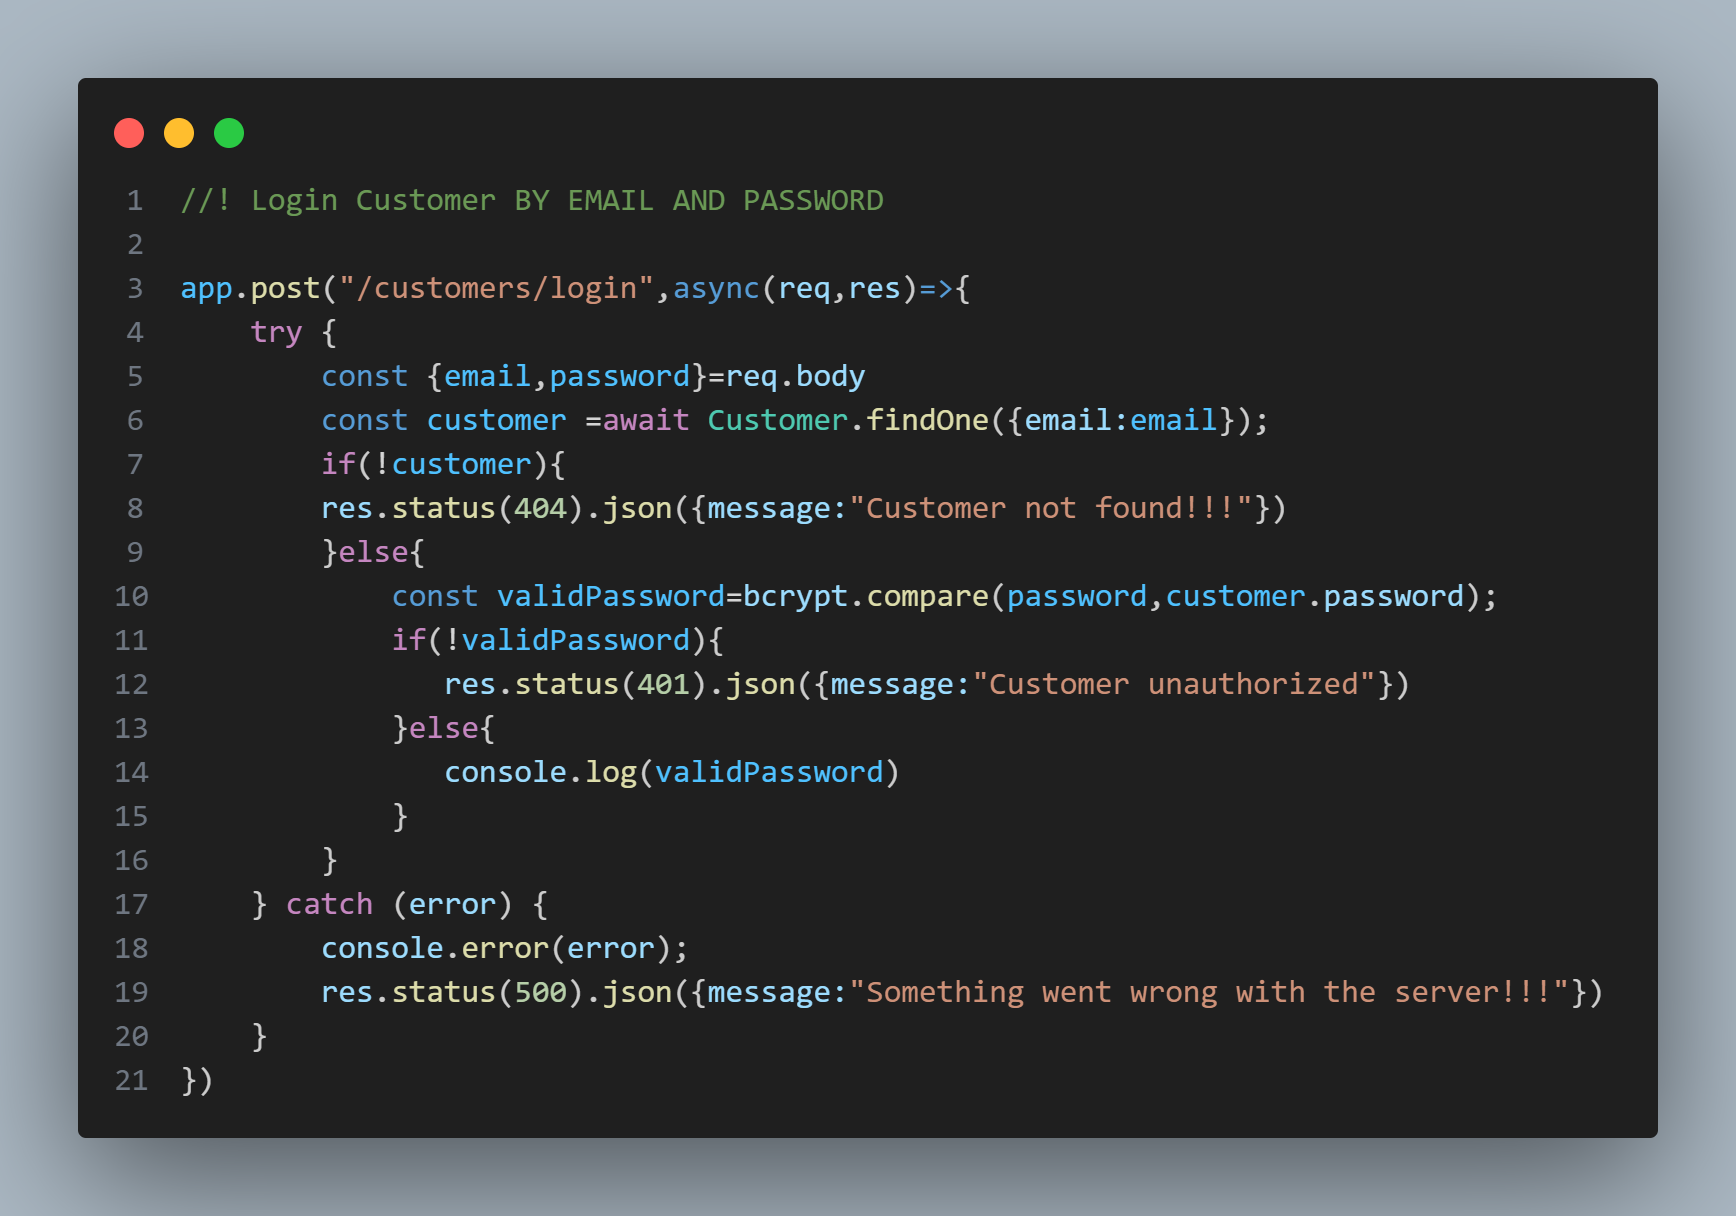 1 //! Login Customer BY EMAIL AND PASSWORD
2
3 app.post("/customers/login",async(req,res)=>{
4     try {
5         const {email,password}=req.body
6         const customer =await Customer.findOne({email:email});
7         if(!customer){
8         res.status(404).json({message:"Customer not found!!!"})
9         }else{
10             const validPassword=bcrypt.compare(password,customer.password);
11             if(!validPassword){
12                res.status(401).json({message:"Customer unauthorized"})
13             }else{
14                console.log(validPassword)
15             }
16         }
17     } catch (error) {
18         console.error(error);
19         res.status(500).json({message:"Something went wrong with the server!!!"})
20     }
21 })